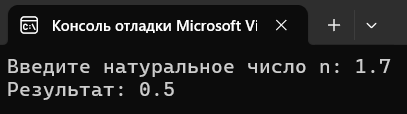 Консоль отладки Microsoft Vi
Введите натуральное число n: 1.7
Результат: 0.5